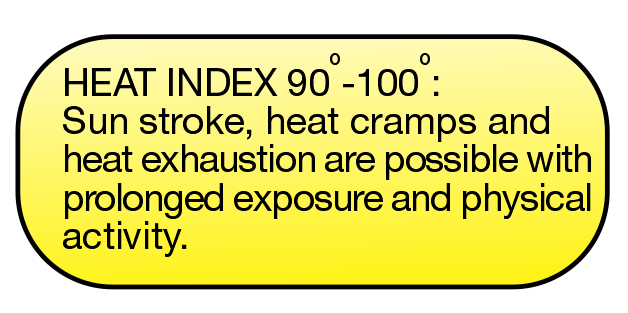 HEAT INDEX 90°-100°:
Sun stroke, heat cramps and
heat exhaustion are possible with
prolonged exposure and physical
activity.